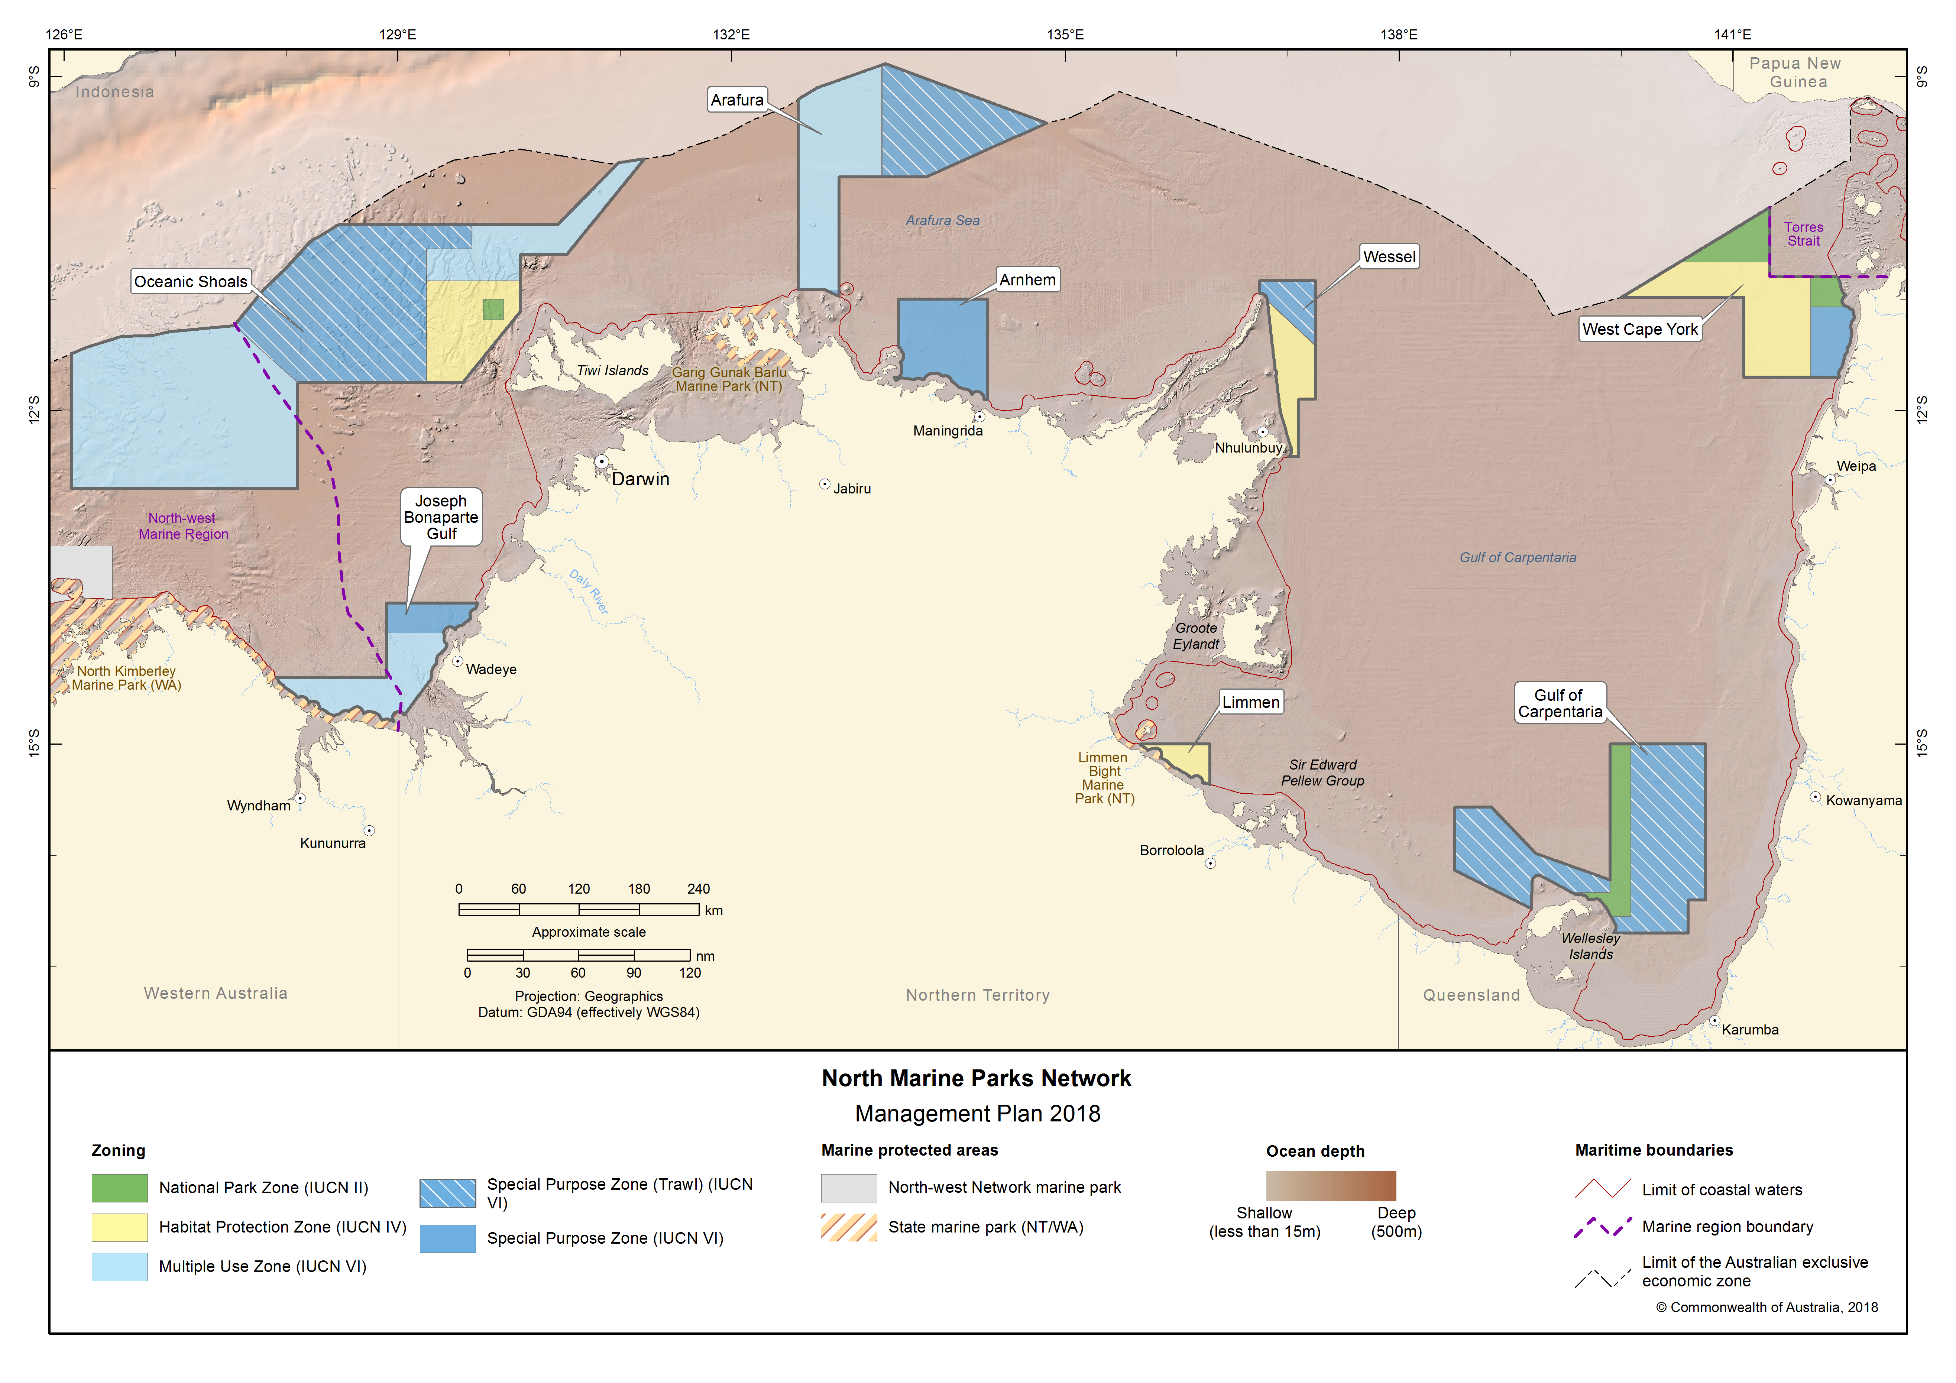 126°E 129°E 132°E 135°E 138°E 141°E
9°S
9°S
Indonesia
Papua New
Guinea
Arafura
Arafura Sea
Torres
Strait
Wessel
Oceanic Shoals
Arnhem
West Cape York
Tiwi Islands
Garig Gunak Barlu
Marine Park (NT)
12°S
12°S
Maningrida
Nhulunbuy
Weipa
Darwin
Jabiru
Joseph
Bonaparte
Gulf
North-west
Marine Region
Gulf of Carpentaria
Daly River
Groote
Eylandt
North Kimberley
Marine Park (WA)
Wadeye
Limmen
Gulf of
Carpentaria
15°S
15°S
Limmen
Bight
Marine
Park (NT)
Sir Edward
Pellew Group
Wyndham
Kununurra
Borroloola
Kowanyama
0 60 120 180 240
km
Approximate scale
nm
0 30 60 90 120
Projection: Geographics
Datum: GDA94 (effectively WGS84)
Wellesley
Islands
Western Australia
Northern Territory
Queensland
Karumba
North Marine Parks Network
Management Plan 2018
Zoning
National Park Zone (IUCN II)
Habitat Protection Zone (IUCN IV)
Multiple Use Zone (IUCN VI)
Special Purpose Zone (Trawl) (IUCN
VI)
Special Purpose Zone (IUCN VI)
Marine protected areas
North-west Network marine park
State marine park (NT/WA)
Ocean depth
Shallow
(less than 15m)
Deep
(500m)
Maritime boundaries
Limit of coastal waters
Marine region boundary
Limit of the Australian exclusive
economic zone
© Commonwealth of Australia, 2018